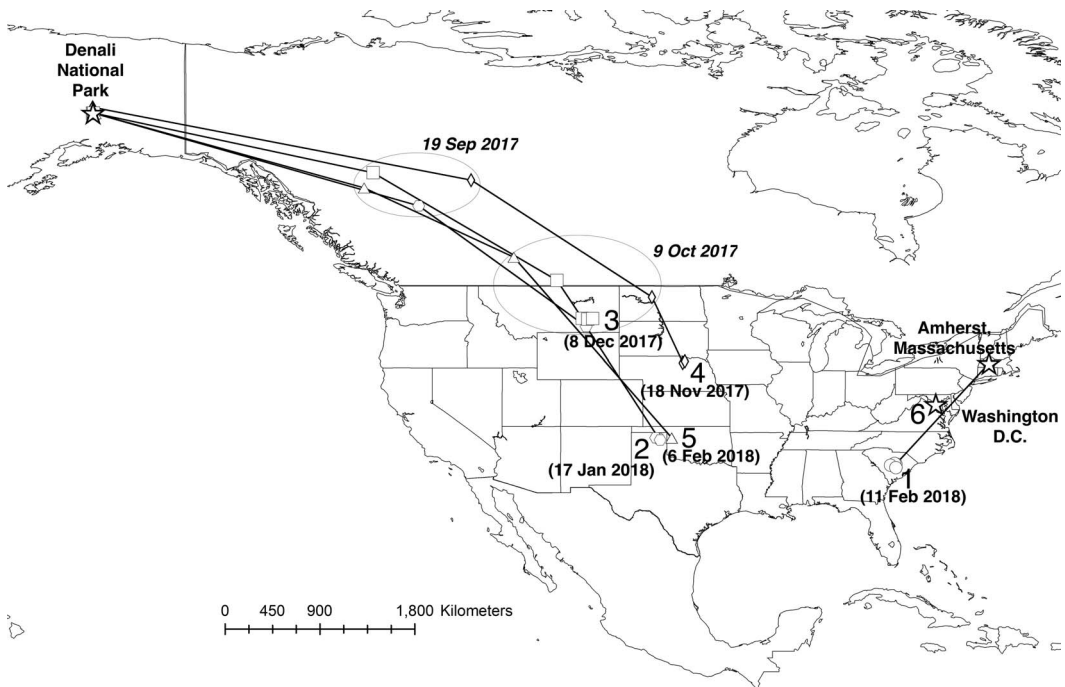 Denali
National
Park
19 Sep 2017
9 Oct 2017
3
(8 Dec 2017)
Amherst,
Massachusetts
4
(18 Nov 2017)
6
Washington
D.C.
2
5
(6 Feb 2018)
(17 Jan 2018)
1
(11 Feb 2018)
0 450 900 1,800 Kilometers